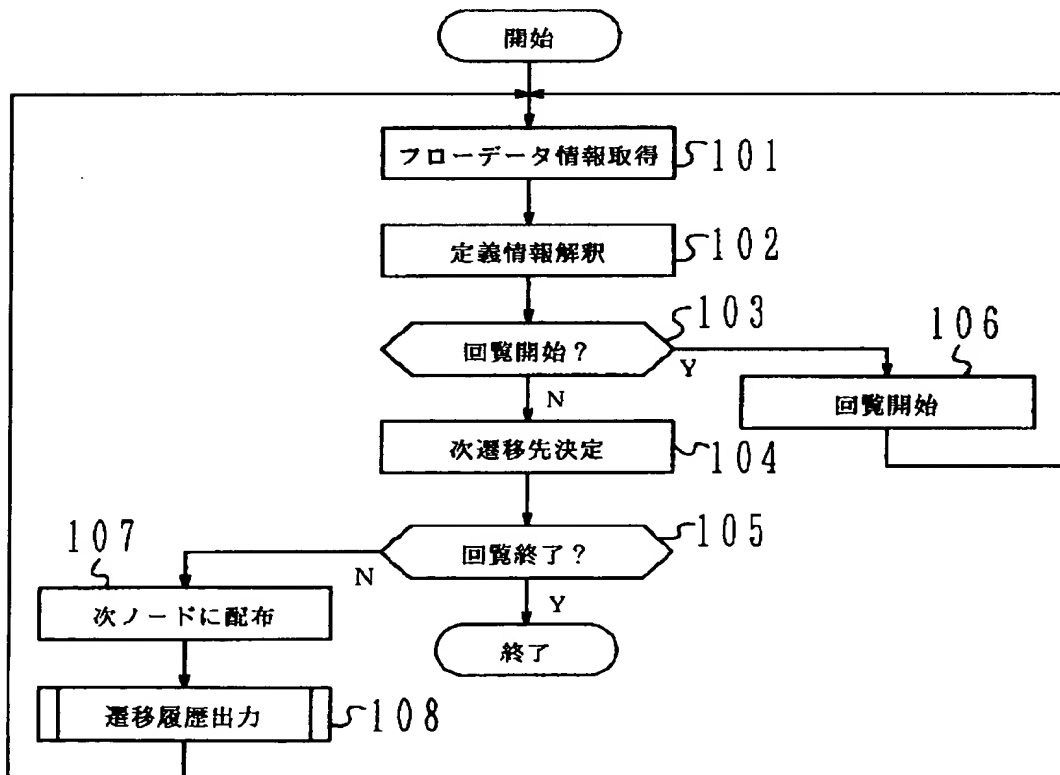 開始
フローデータ情報取得
101
定義情報解釈
102
回覧開始?
103
Y
N
106
回覧開始
次遷移先決定
104
回覧終了?
105
N
Y
107
次ノードに配布
終了
遷移履歴出力
108